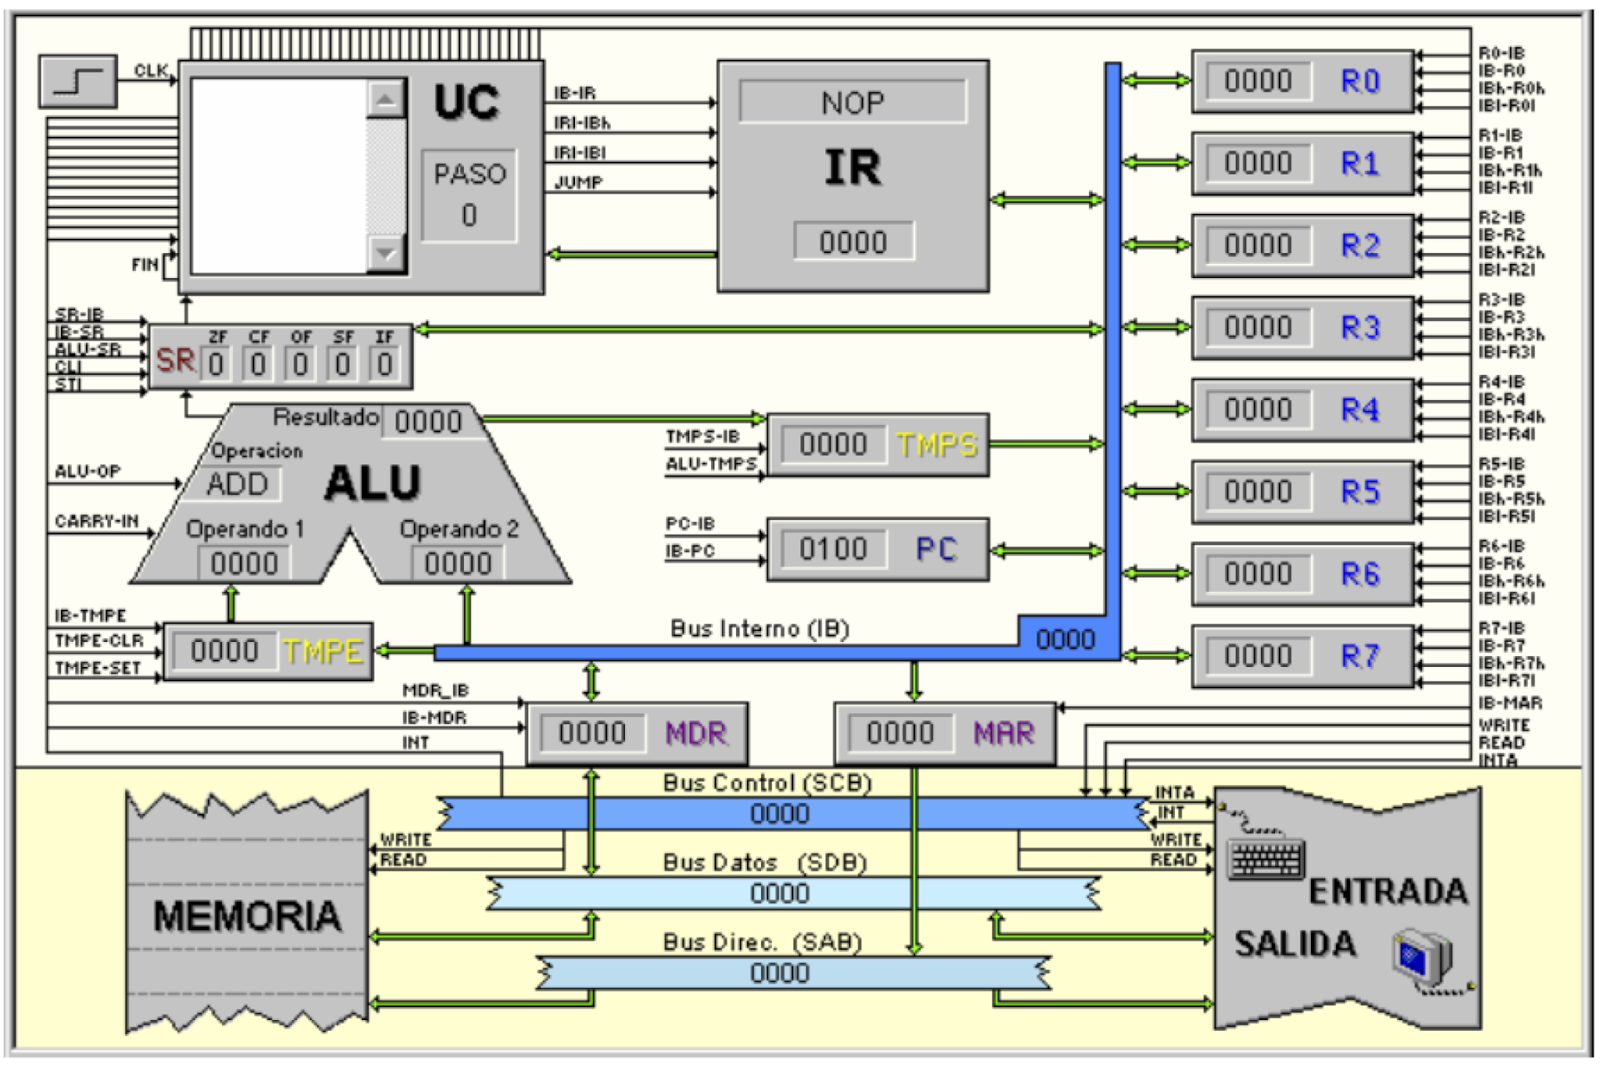 CLK
UC
PASO
0
FIN
IB-IR
IRl-IBh
IRl-IBl
JUMP
NOP
IR
0000
SR-IB
IB-SR
ALU-SR
CLI
STI
SR
ZF CF OF SF IF
0 0 0 0 0
Resultado 0000
Operacion
ADD
ALU
Operando 1
0000
Operando 2
0000
ALU-OP
CARRY-IN
TMPS-IB
ALU-TMPS
0000 TMPS
PC-IB
IB-PC
0100 PC
IB-TMPE
TMPE-CLR
TMPE-SET
0000 TMPE
Bus Interno (IB)
0000
MDR_IB
IB-MDR
INT
0000 MDR
0000 MAR
0000 R0
R0-IB
IB-R0
IBh-R0h
IBl-R0l
0000 R1
R1-IB
IB-R1
IBh-R1h
IBl-R1l
0000 R2
R2-IB
IB-R2
IBh-R2h
IBl-R2l
0000 R3
R3-IB
IB-R3
IBh-R3h
IBl-R3l
0000 R4
R4-IB
IB-R4
IBh-R4h
IBl-R4l
0000 R5
R5-IB
IB-R5
IBh-R5h
IBl-R5l
0000 R6
R6-IB
IB-R6
IBh-R6h
IBl-R6l
0000 R7
R7-IB
IB-R7
IBh-R7h
IBl-R7l
IB-MAR
WRITE
READ
INTA
Bus Control (SCB)
0000
WRITE
READ
Bus Datos (SDB)
0000
Bus Direc. (SAB)
0000
INTA
INT
WRITE
READ
MEMORIA
ENTRADA
SALIDA